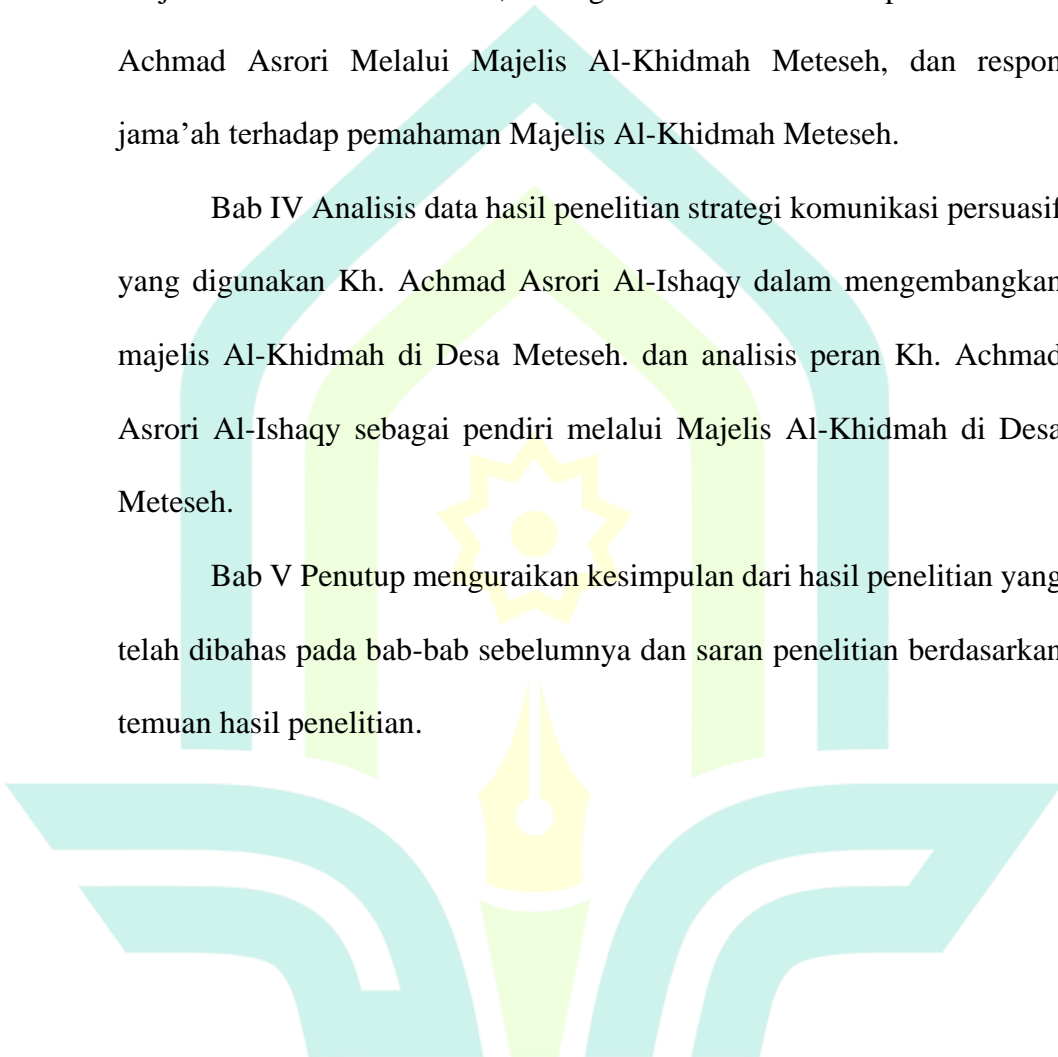 Achmad Asrori Melalui Majelis Al-Khidmah Meteseh, dan respon
jama’ah terhadap pemahaman Majelis Al-Khidmah Meteseh.
Bab IV Analisis data hasil penelitian strategi komunikasi persuasif
yang digunakan Kh. Achmad Asrori Al-Ishaqy dalam mengembangkan
majelis Al-Khidmah di Desa Meteseh. dan analisis peran Kh. Achmad
Asrori Al-Ishaqy sebagai pendiri melalui Majelis Al-Khidmah di Desa
Meteseh.
Bab V Penutup menguraikan kesimpulan dari hasil penelitian yang
telah dibahas pada bab-bab sebelumnya dan saran penelitian berdasarkan
temuan hasil penelitian.